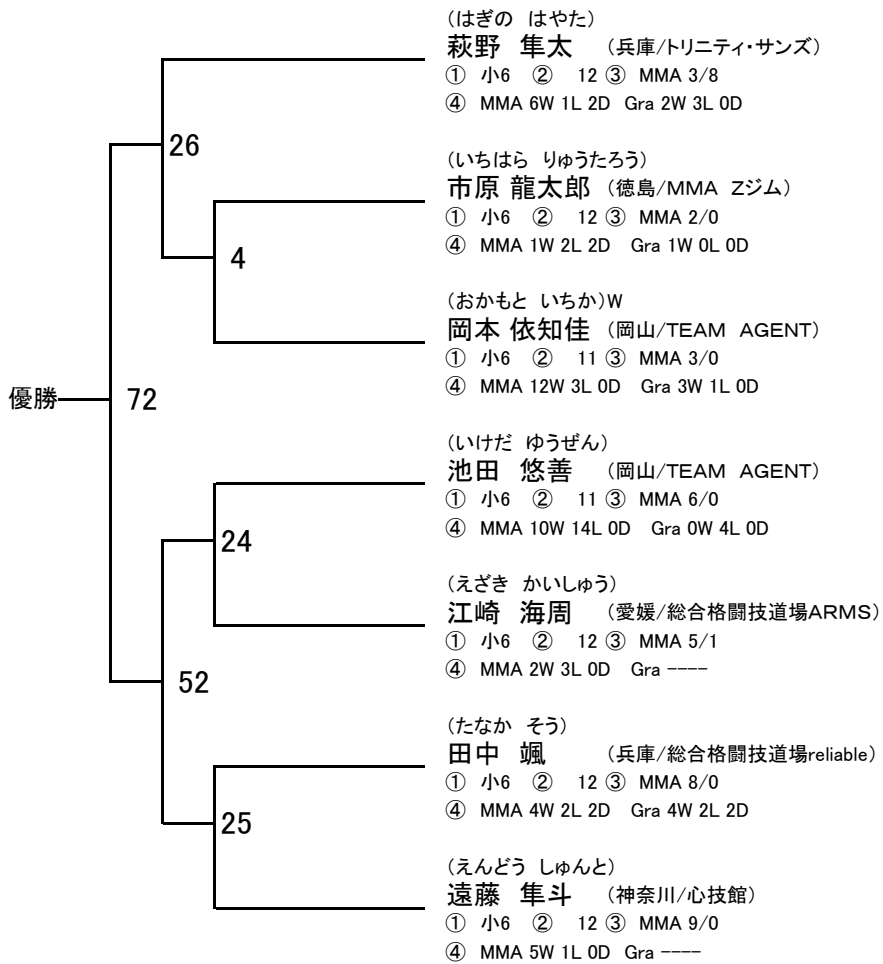 (はぎの はやた)
萩野 隼太 (兵庫/トリニティ・サンズ)
① 小6 ② 12 ③ MMA 3/8
④ MMA 6W 1L 2D Gra 2W 3L 0D
26
(いちはら りゅうたろう)
市原 龍太郎 (徳島/MMA Zジム)
① 小6 ② 12 ③ MMA 2/0
④ MMA 1W 2L 2D Gra 1W 0L 0D
4
(おかもと いちか)W
岡本 依知佳 (岡山/TEAM AGENT)
① 小6 ② 11 ③ MMA 3/0
④ MMA 12W 3L 0D Gra 3W 1L 0D
優勝 72
(いけだ ゆうぜん)
池田 悠善 (岡山/TEAM AGENT)
① 小6 ② 11 ③ MMA 6/0
④ MMA 10W 14L 0D Gra 0W 4L 0D
24
(えざき かいしゅう)
江崎 海周 (愛媛/総合格闘技道場ARMS)
① 小6 ② 12 ③ MMA 5/1
④ MMA 2W 3L 0D Gra ----
52
(たなか そう)
田中 颯 (兵庫/総合格闘技道場reliable)
① 小6 ② 12 ③ MMA 8/0
④ MMA 4W 2L 2D Gra 4W 2L 2D
25
(えんどう しゅんと)
遠藤 隼斗 (神奈川/心技館)
① 小6 ② 12 ③ MMA 9/0
④ MMA 5W 1L 0D Gra ----